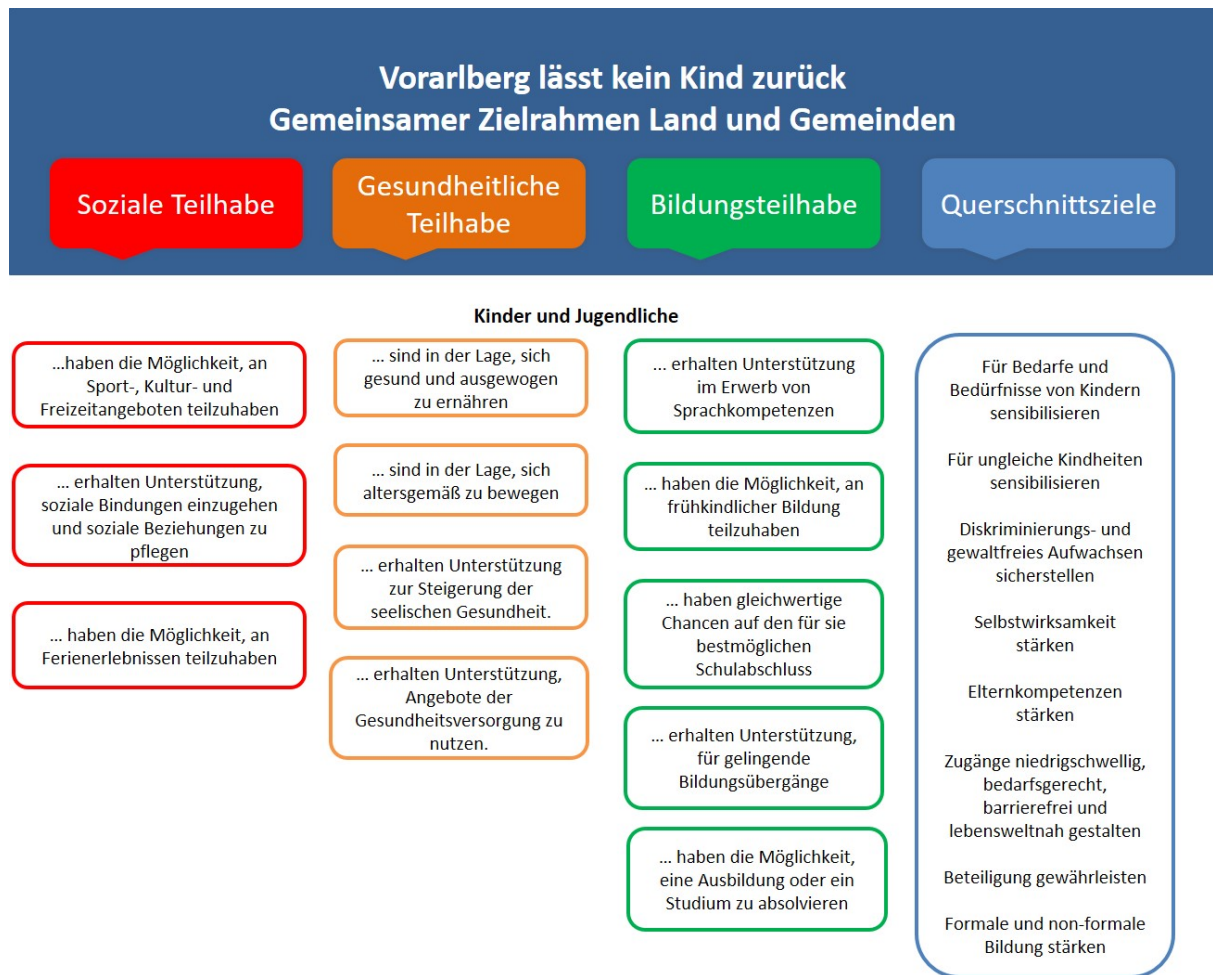 Vorarlberg lässt kein Kind zurück
Gemeinsamer Zielrahmen Land und Gemeinden
Soziale Teilhabe
Gesundheitliche
Teilhabe
Bildungsteilhabe
Querschnittsziele
Kinder und Jugendliche
...haben die Möglichkeit, an
Sport-, Kultur- und
Freizeitangeboten teilzuhaben
... erhalten Unterstützung,
soziale Bindungen einzugehen
und soziale Beziehungen zu
pflegen
... haben die Möglichkeit, an
Ferienerlebnissen teilzuhaben
... sind in der Lage, sich
gesund und ausgewogen
zu ernähren
... sind in der Lage, sich
altersgemäß zu bewegen
... erhalten Unterstützung
zur Steigerung der
seelischen Gesundheit.
... erhalten Unterstützung,
Angebote der
Gesundheitsversorgung zu
nutzen.
... erhalten Unterstützung
im Erwerb von
Sprachkompetenzen
... haben die Möglichkeit, an
frühkindlicher Bildung
teilzuhaben
... haben gleichwertige
Chancen auf den für sie
bestmöglichen
Schulabschluss
... erhalten Unterstützung,
für gelingende
Bildungsübergänge
... haben die Möglichkeit,
eine Ausbildung oder ein
Studium zu absolvieren
Für Bedarfe und
Bedürfnisse von Kindern
sensibilisieren
Für ungleiche Kindheiten
sensibilisieren
Diskriminierungs- und
gewaltfreies Aufwachsen
sicherstellen
Selbstwirksamkeit
stärken
Elternkompetenzen
stärken
Zugänge niedrigschwellig,
bedarfsgerecht,
barrierefrei und
lebensweltnah gestalten
Beteiligung gewährleisten
Formale und non-formale
Bildung stärken